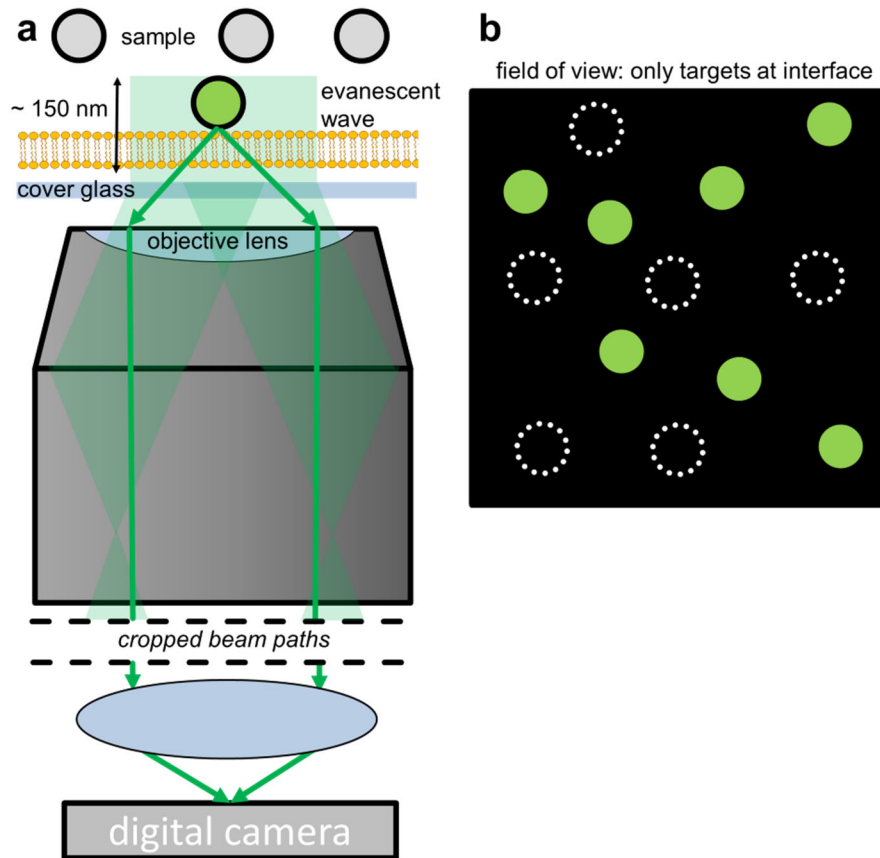 a
sample
~ 150 nm
evanescent
wave
cover glass
objective lens
cropped beam paths
digital camera
b
field of view: only targets at interface